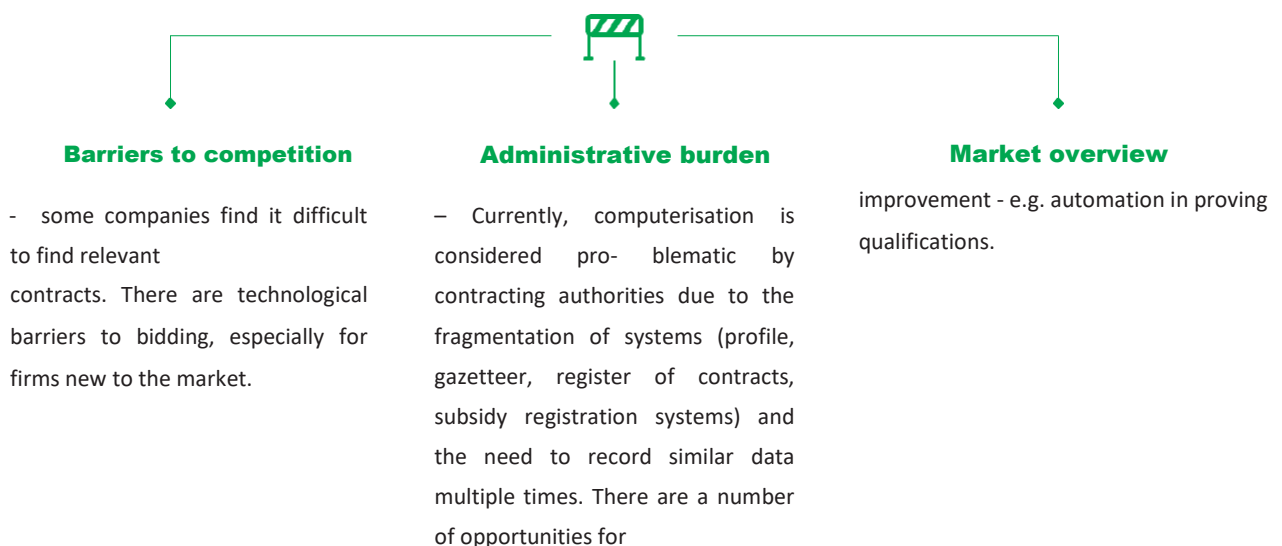 Barriers to competition
- some companies find it difficult
to find relevant
contracts. There are technological
barriers to bidding, especially for
firms new to the market.
Administrative burden
– Currently, computerisation is
considered pro- blematic by
contracting authorities due to the
fragmentation of systems (profile,
gazetteer, register of contracts,
subsidy registration systems) and
the need to record similar data
multiple times. There are a number
of opportunities for
Market overview
improvement - e.g. automation in proving
qualifications.